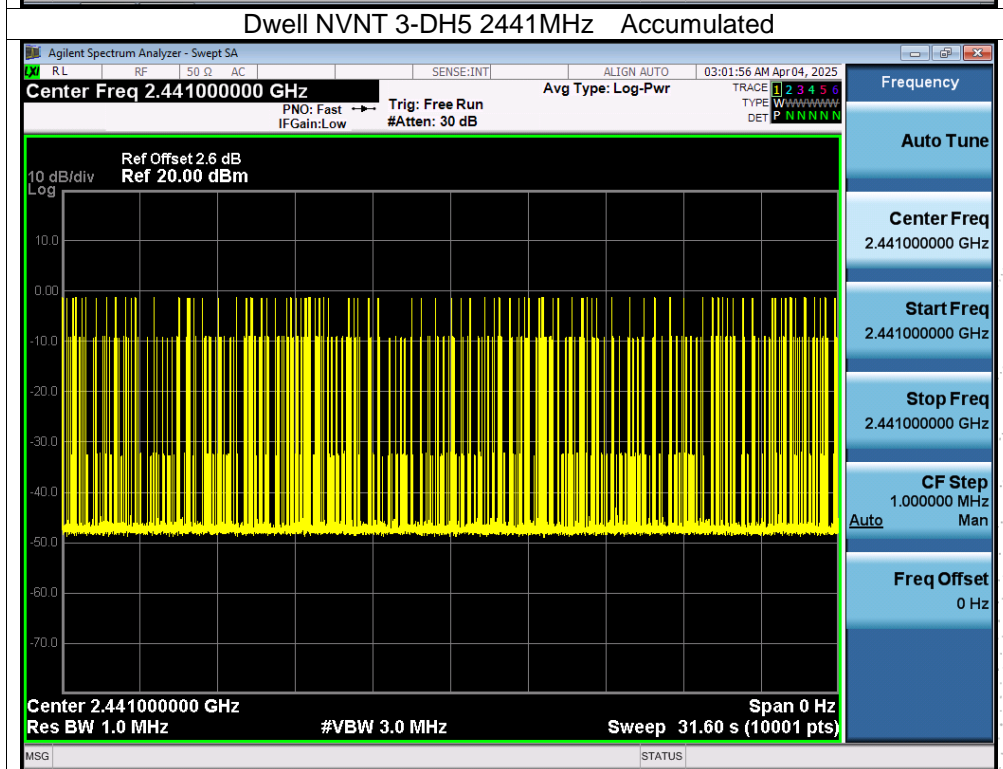 Dwell NVNT 3-DH5 2441MHz Accumulated
Agilent Spectrum Analyzer - Swept SA
LXI RL RF 50 Ω AC SENSE:INT ALIGN AUTO 03:01:56 AM Apr 04, 2025
Center Freq 2.441000000 GHz
PNO: Fast
IFGain:Low
Trig: Free Run
#Atten: 30 dB
Avg Type: Log-Pwr
TRACE 1 2 3 4 5 6
TYPE WWWWWWW
DET P N N N N N
Frequency
Auto Tune
Center Freq
2.441000000 GHz
Start Freq
2.441000000 GHz
Stop Freq
2.441000000 GHz
CF Step
1.000000 MHz
Auto Man
Freq Offset
0 Hz
Ref Offset 2.6 dB
10 dB/div Ref 20.00 dBm
Log
10.0
0.00
-10.0
-20.0
-30.0
-40.0
-50.0
-60.0
-70.0
Center 2.441000000 GHz Span 0 Hz
Res BW 1.0 MHz #VBW 3.0 MHz Sweep 31.60 s (10001 pts)
MSG STATUS